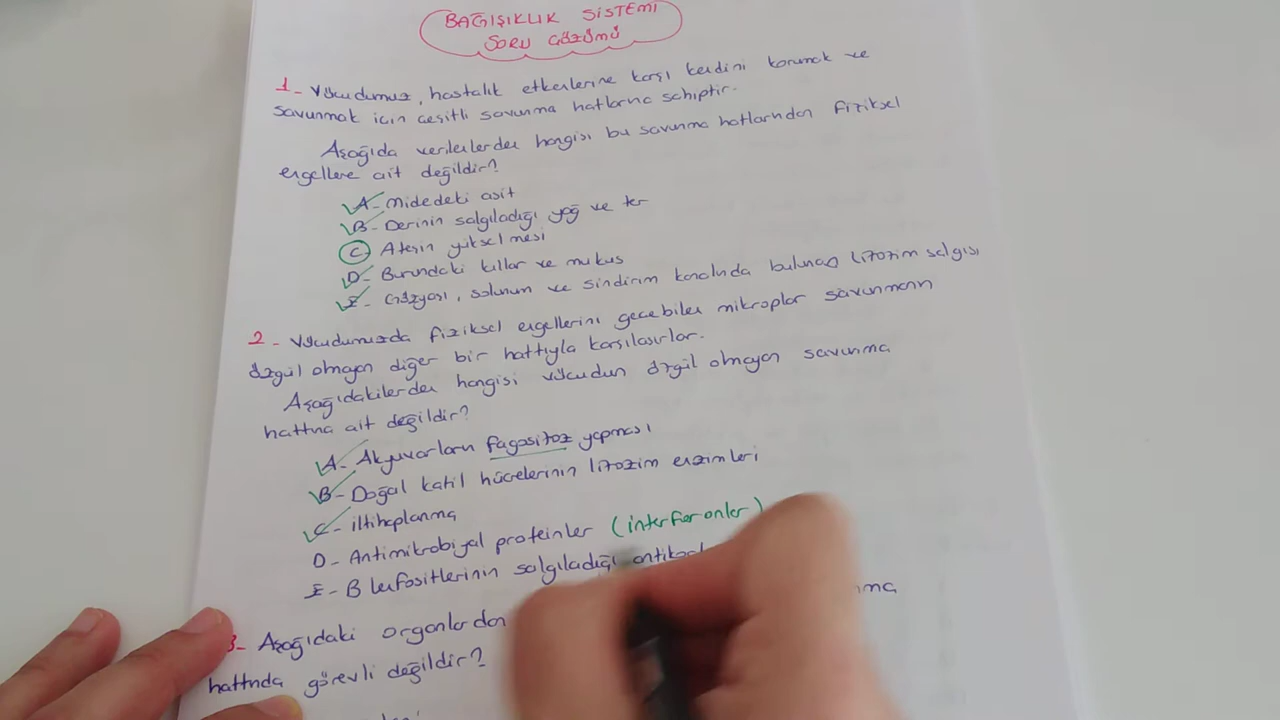 BAĞIŞIKLIK SİSTEMİ
SORU ÇÖZÜMÜ
1- Vücudumuz, hastalık etkenlerine karşı kendini korumak ve
savunmak için çeşitli savunma hatlarına sahiptir.
Aşağıda verilenlerden hangisi bu savunma hatlarından fiziksel
engellere ait değildir?
A- Midedeki asit
B- Derinin salgıladığı yağ ve ter
C- Ateşin yükselmesi
D- Burundaki kıllar ve mukus
E- Gözyaşı, solunum ve sindirim kanalında bulunan lizozim salgısı
2- Vücudumuzda fiziksel engellerini geçebilen mikroplar savunmanın
özgül olmayan diğer bir hattıyla karşılaşırlar.
Aşağıdakilerden hangisi vücudun özgül olmayan savunma
hattına ait değildir?
A- Akyuvarların fagositoz yapması
B- Doğal katil hücrelerinin lizozim enzimleri
C- iltihaplanma
D- Antimikrobiyal proteinler (interferonlar)
E- B lenfositlerinin salgıladığı
3- Aşağıdaki organlardan
hattında görevli değildir?